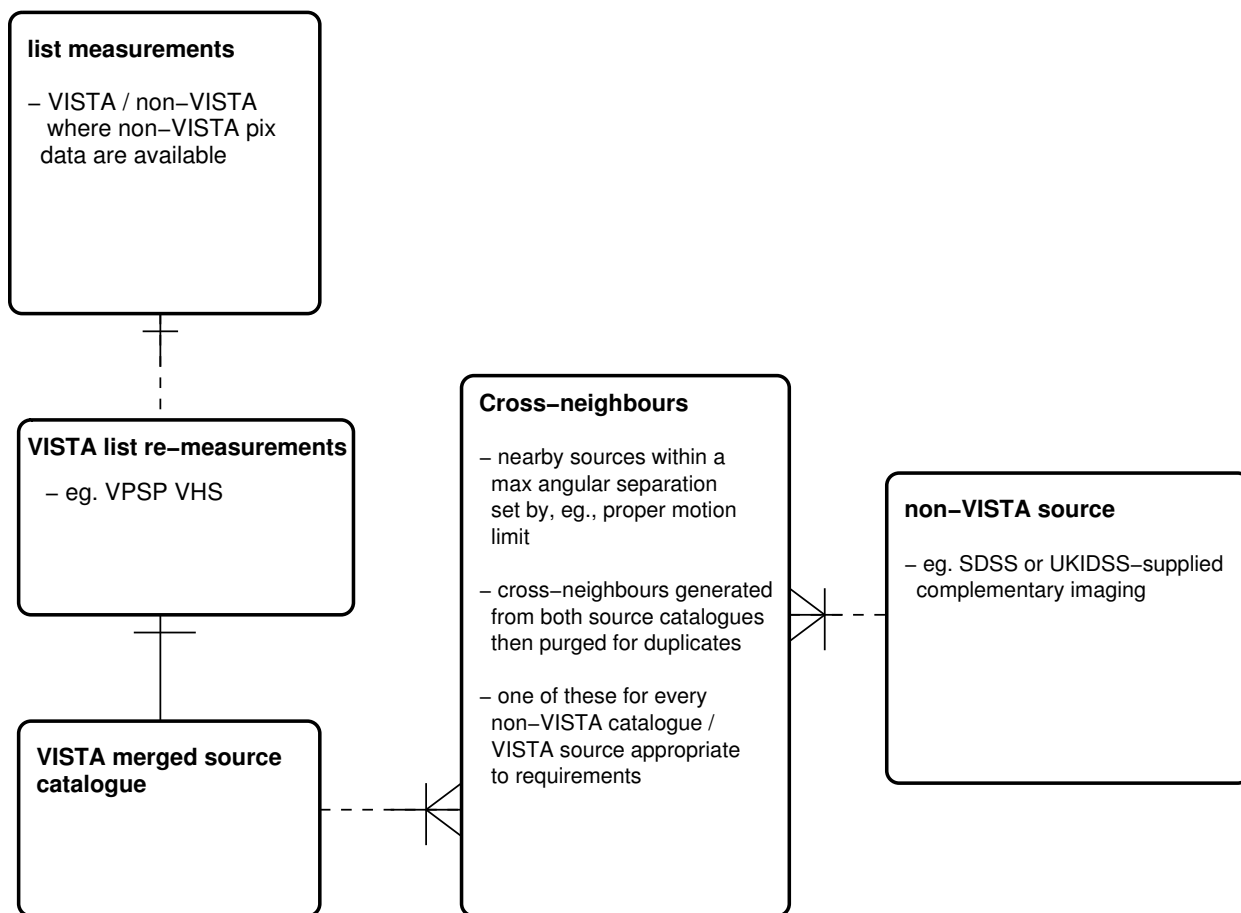 list measurements
– VISTA / non–VISTA
where non–VISTA pix
data are available
VISTA list re–measurements
– eg. VPSP VHS
VISTA merged source
catalogue
Cross–neighbours
– nearby sources within a
max angular separation
set by, eg., proper motion
limit
– cross–neighbours generated
from both source catalogues
then purged for duplicates
– one of these for every
non–VISTA catalogue /
VISTA source appropriate
to requirements
non–VISTA source
– eg. SDSS or UKIDSS–supplied
complementary imaging